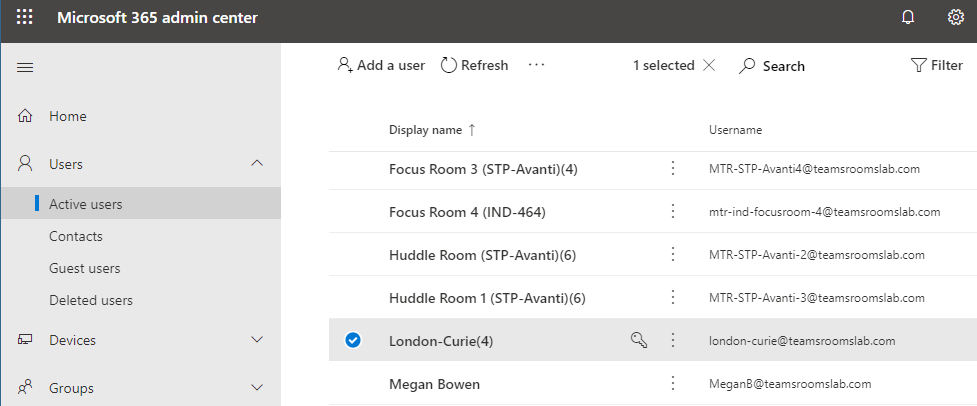 Microsoft 365 admin center
Add a user Refresh ··· 1 selected Search Filter
Home
Users
Active users
Contacts
Guest users
Deleted users
Devices
Groups
Display name ↑ Username
Focus Room 3 (STP-Avanti)(4) MTR-STP-Avanti4@teamsroomslab.com
Focus Room 4 (IND-464) mtr-ind-focusroom-4@teamsroomslab.com
Huddle Room (STP-Avanti)(6) MTR-STP-Avanti-2@teamsroomslab.com
Huddle Room 1 (STP-Avanti)(6) MTR-STP-Avanti-3@teamsroomslab.com
London-Curie(4) london-curie@teamsroomslab.com
Megan Bowen MeganB@teamsroomslab.com